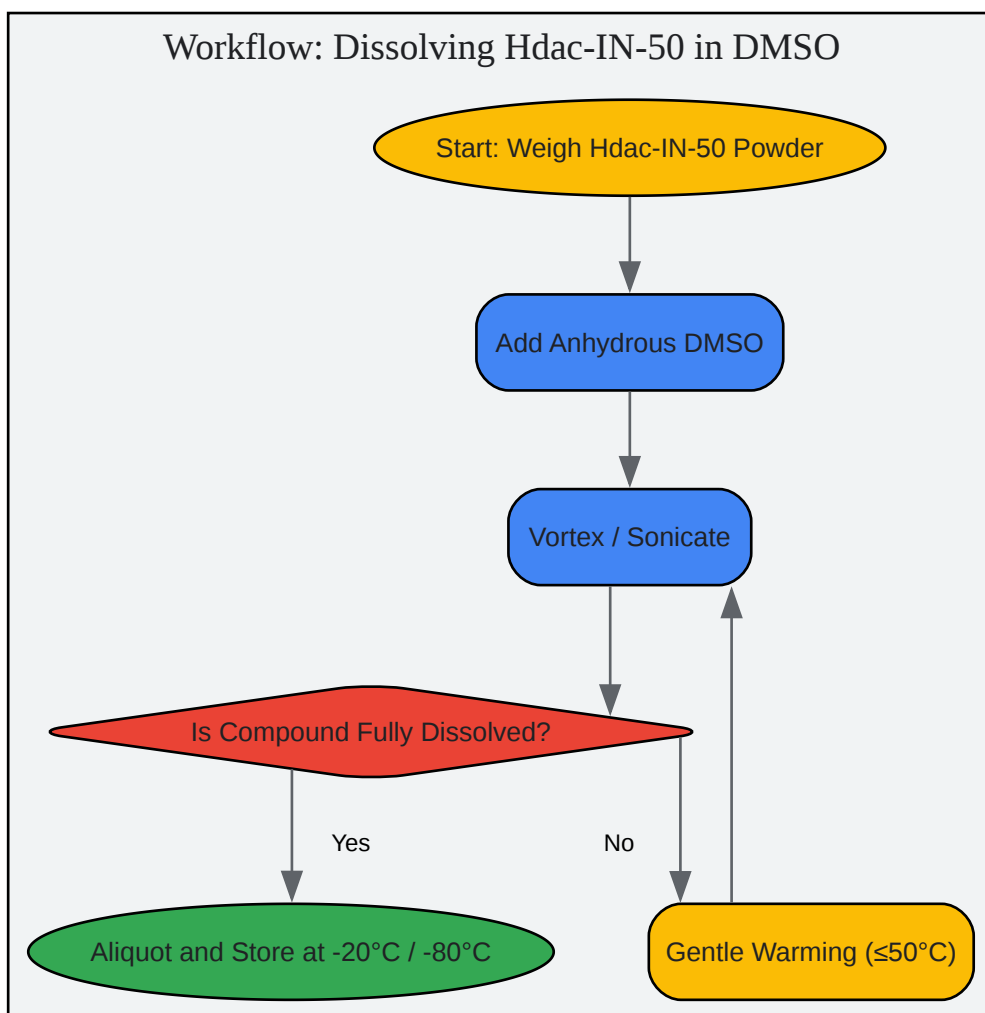 Workflow: Dissolving Hdac-IN-50 in DMSO
Start: Weigh Hdac-IN-50 Powder
Add Anhydrous DMSO
Vortex / Sonicate
Is Compound Fully Dissolved?
Yes
No
Aliquot and Store at -20°C / -80°C
Gentle Warming (≤50°C)